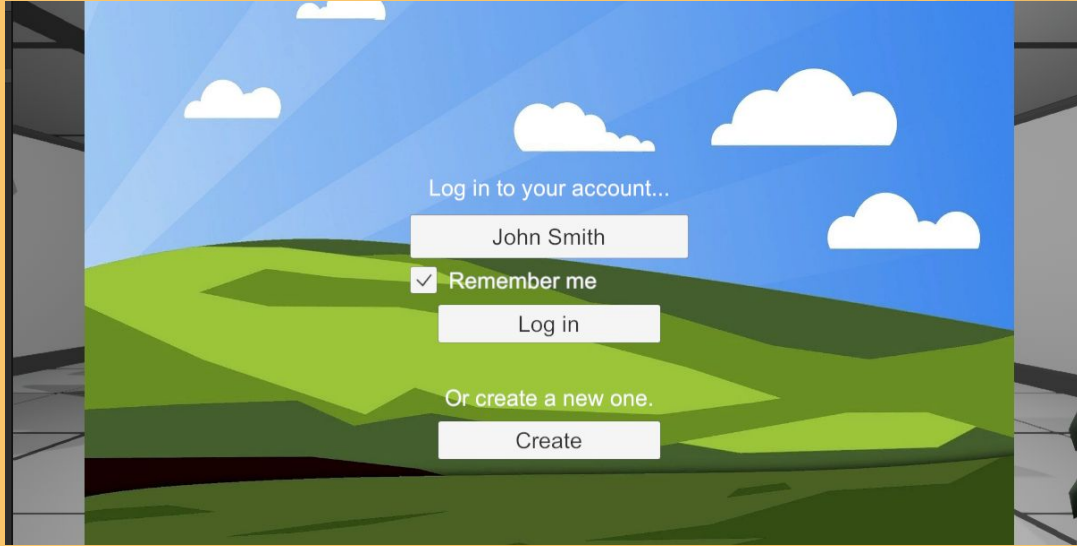 Log in to your account...
John Smith
Remember me
Log in
Or create a new one.
Create